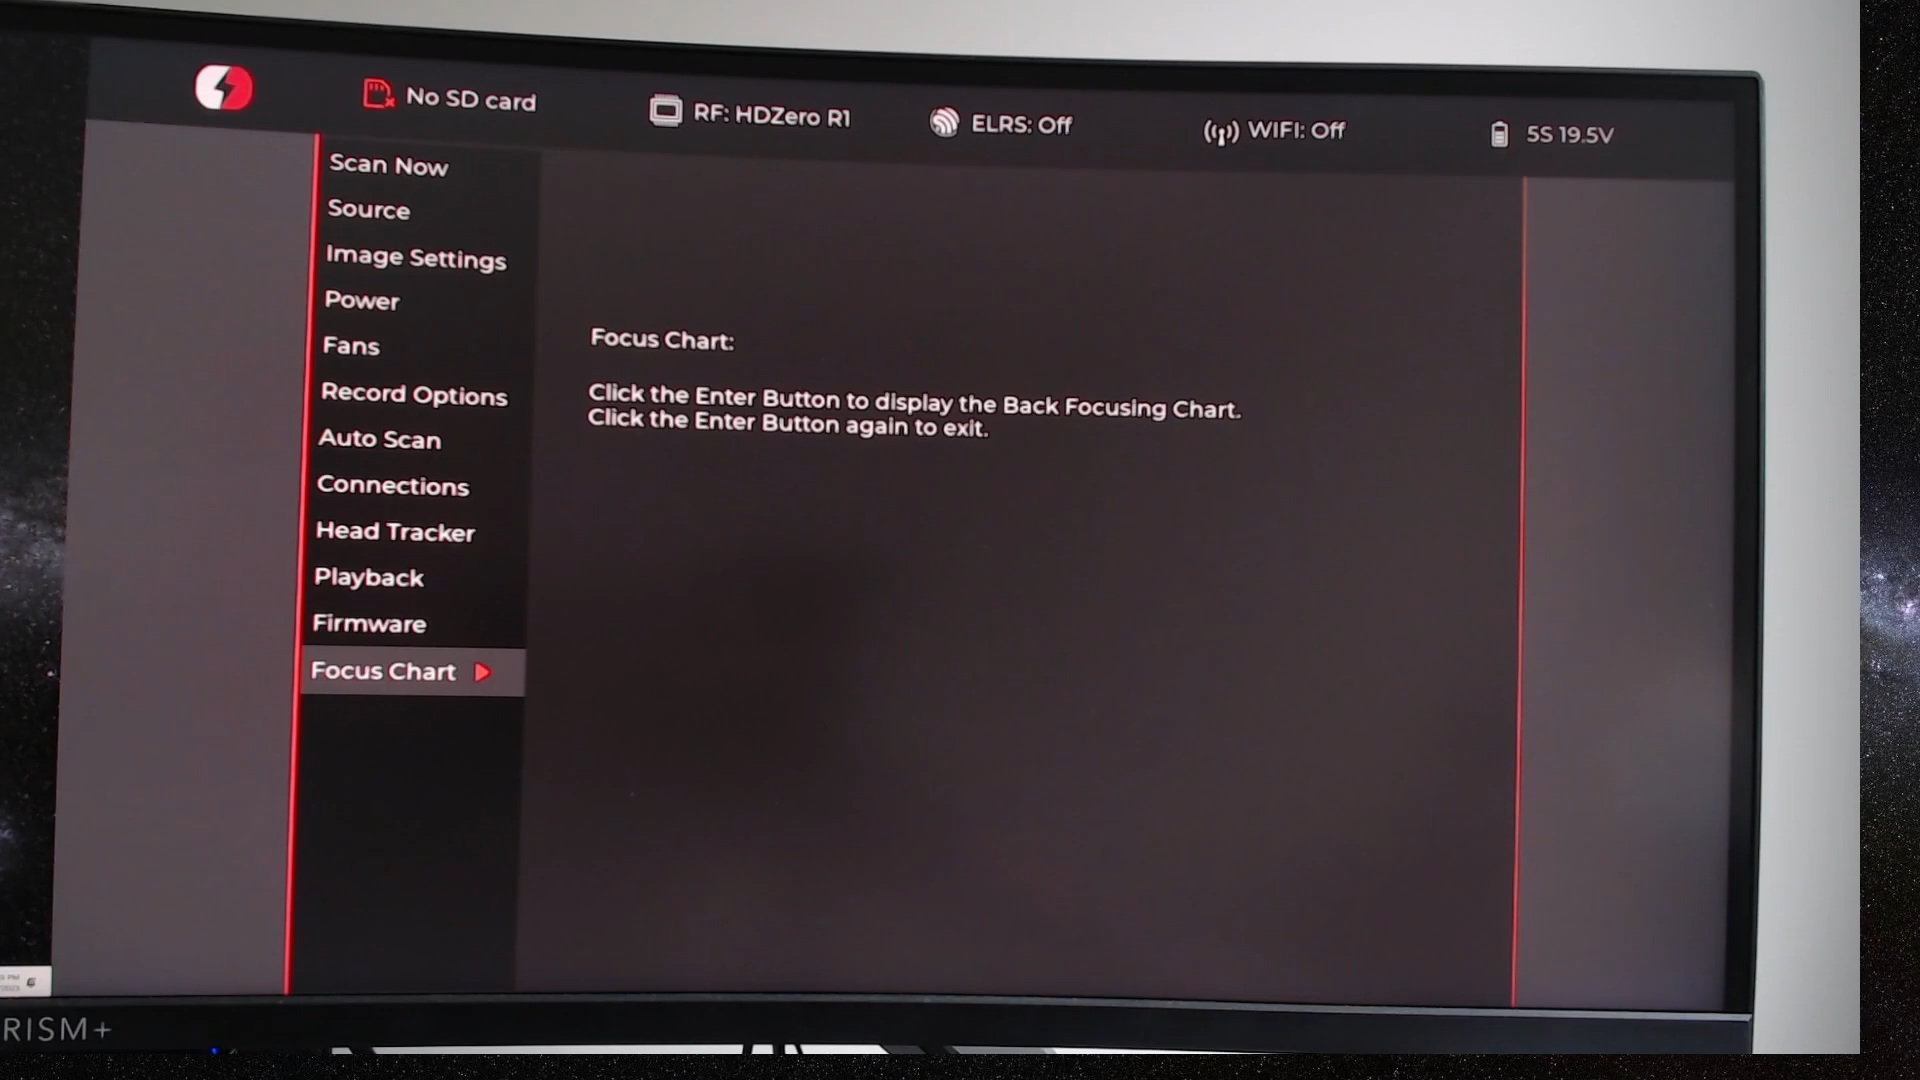 No SD card
RF: HDZero R1
ELRS: Off
WIFI: Off
5S 19.5V
Scan Now
Source
Image Settings
Power
Fans
Record Options
Auto Scan
Connections
Head Tracker
Playback
Firmware
Focus Chart
Focus Chart:
Click the Enter Button to display the Back Focusing Chart.
Click the Enter Button again to exit.
RISM+